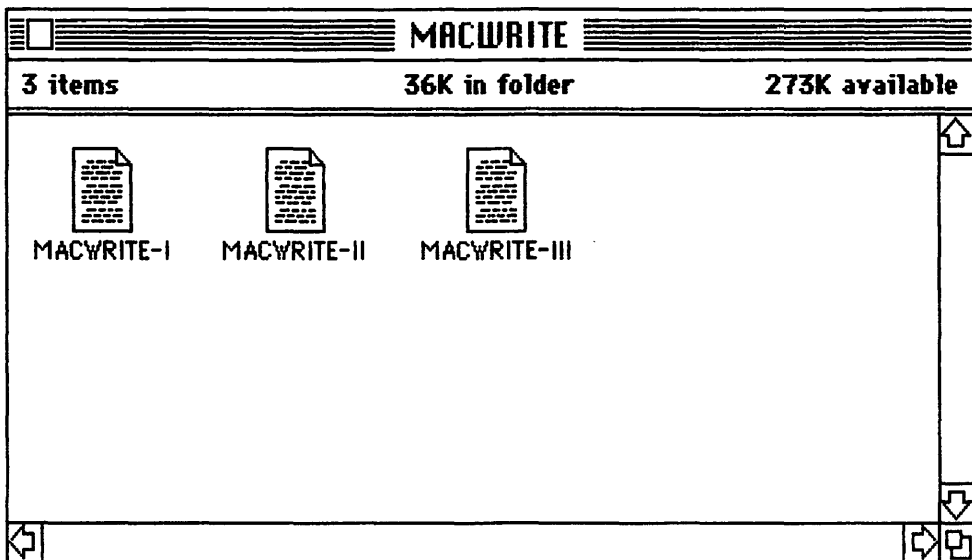 MACWRITE
3 items 36K in folder 273K available
MACWRITE-I MACWRITE-II MACWRITE-III